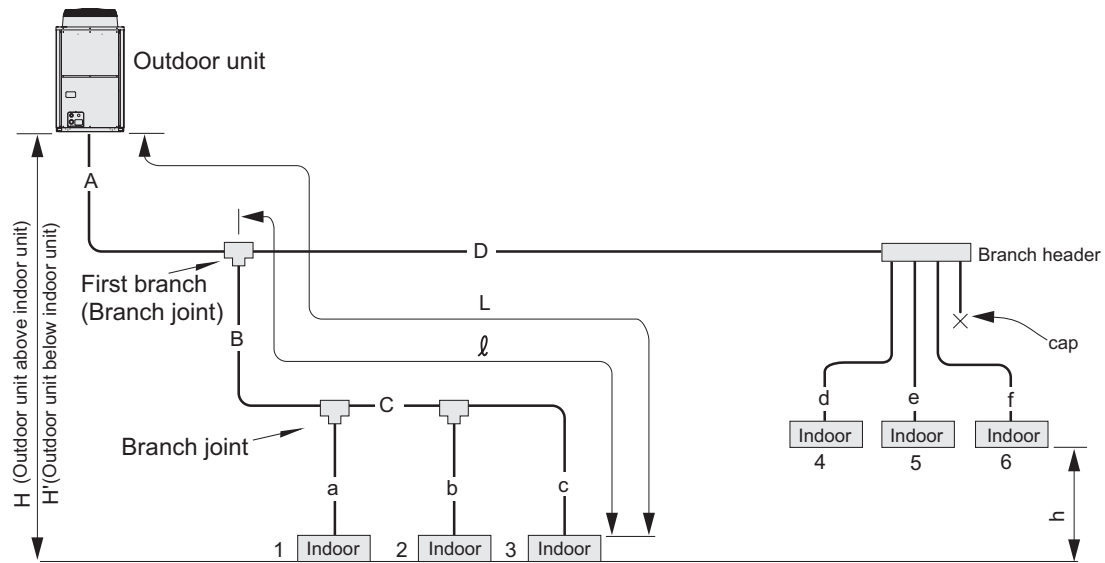 Outdoor unit
A
H (Outdoor unit above indoor unit)
H'(Outdoor unit below indoor unit)
First branch
(Branch joint)
D
Branch header
L
ℓ
B
cap
C
Branch joint
d
e
f
Indoor
Indoor
Indoor
4
5
6
a
b
c
h
1
Indoor
2
Indoor
3
Indoor